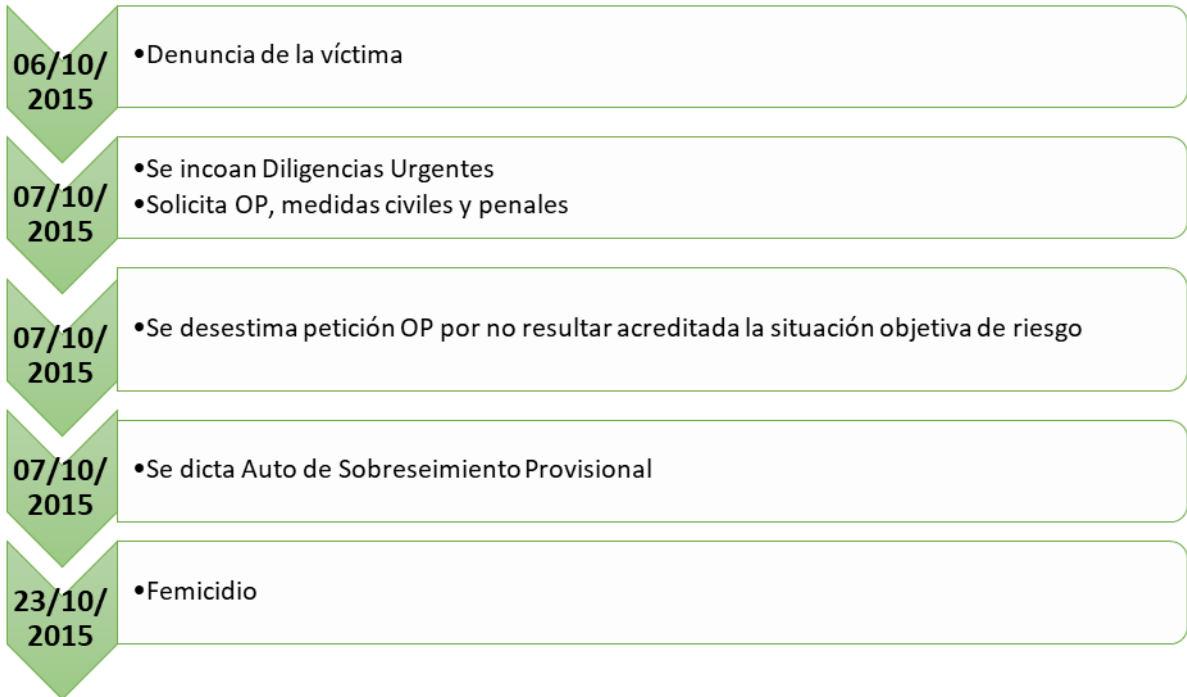 06/10/
2015
•Denuncia de la víctima
07/10/
2015
•Se incoan Diligencias Urgentes
•Solicita OP, medidas civiles y penales
07/10/
2015
•Se desestima petición OP por no resultar acreditada la situación objetiva de riesgo
07/10/
2015
•Se dicta Auto de Sobreseimiento Provisional
23/10/
2015
•Femicidio